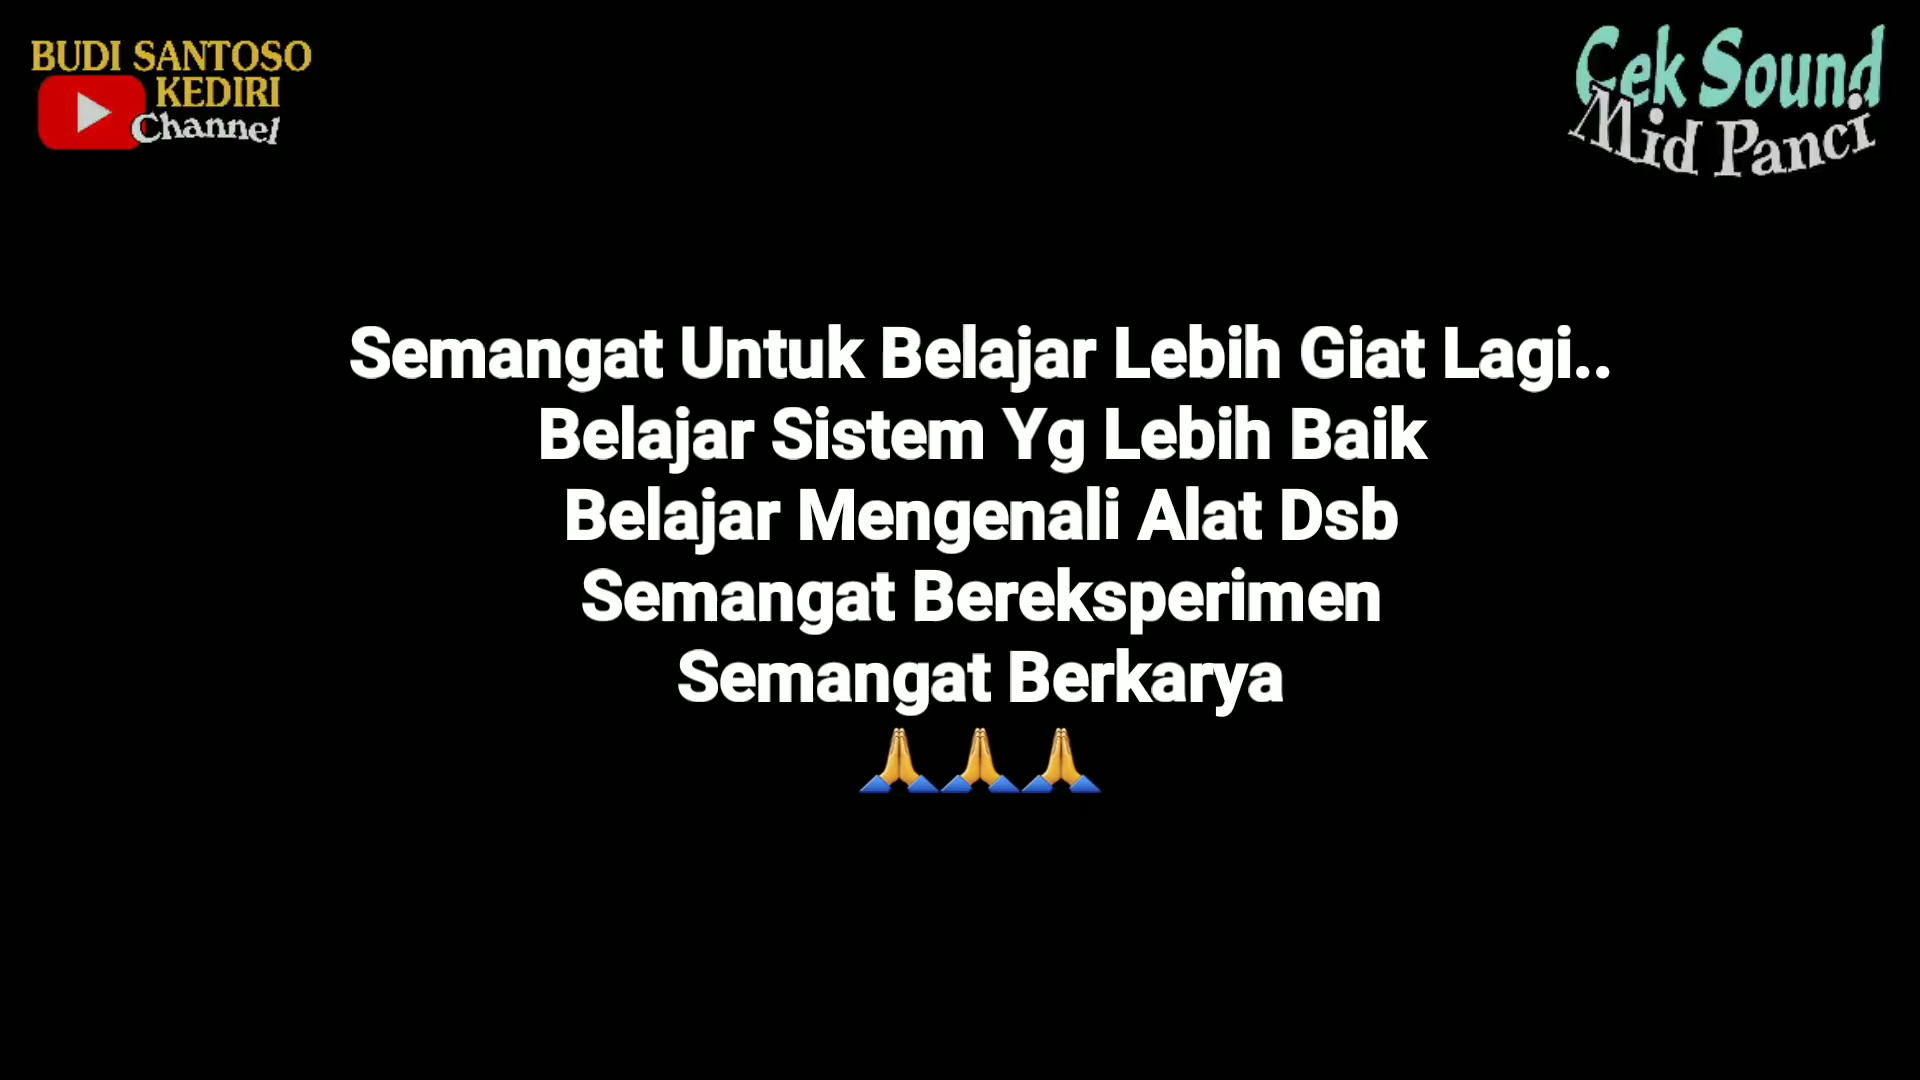 BUDI SANTOSO
KEDIRI
Channel
Cek Sound
Mid Panci
Semangat Untuk Belajar Lebih Giat Lagi..
Belajar Sistem Yg Lebih Baik
Belajar Mengenali Alat Dsb
Semangat Bereksperimen
Semangat Berkarya
🙏🙏🙏